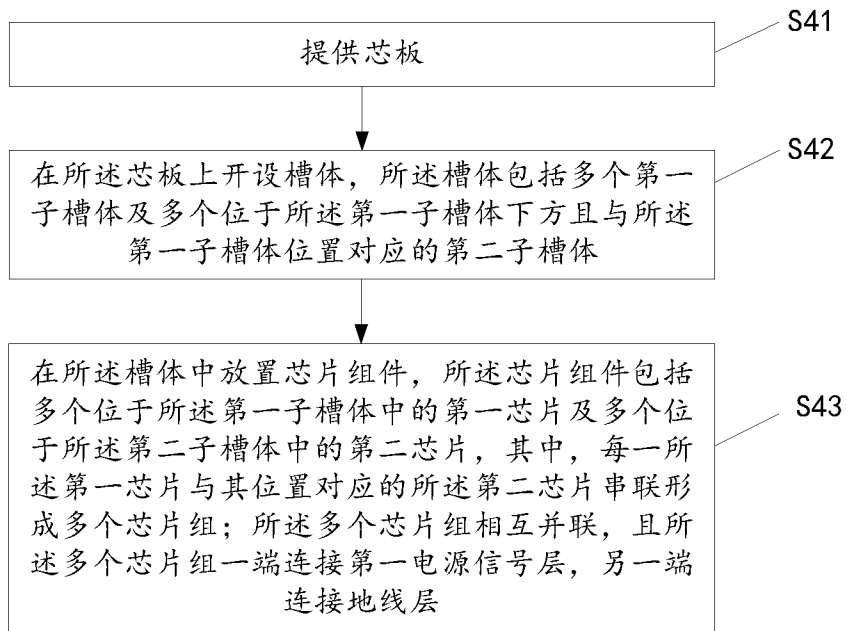 S41
提供芯板
S42
在所述芯板上开设槽体，所述槽体包括多个第一
子槽体及多个位于所述第一子槽体下方且与所述
第一子槽体位置对应的第二子槽体
S43
在所述槽体中放置芯片组件，所述芯片组件包括
多个位于所述第一子槽体中的第一芯片及多个位
于所述第二子槽体中的第二芯片，其中，每一所
述第一芯片与其位置对应的所述第二芯片串联形
成多个芯片组；所述多个芯片组相互并联，且所
述多个芯片组一端连接第一电源信号层，另一端
连接地线层